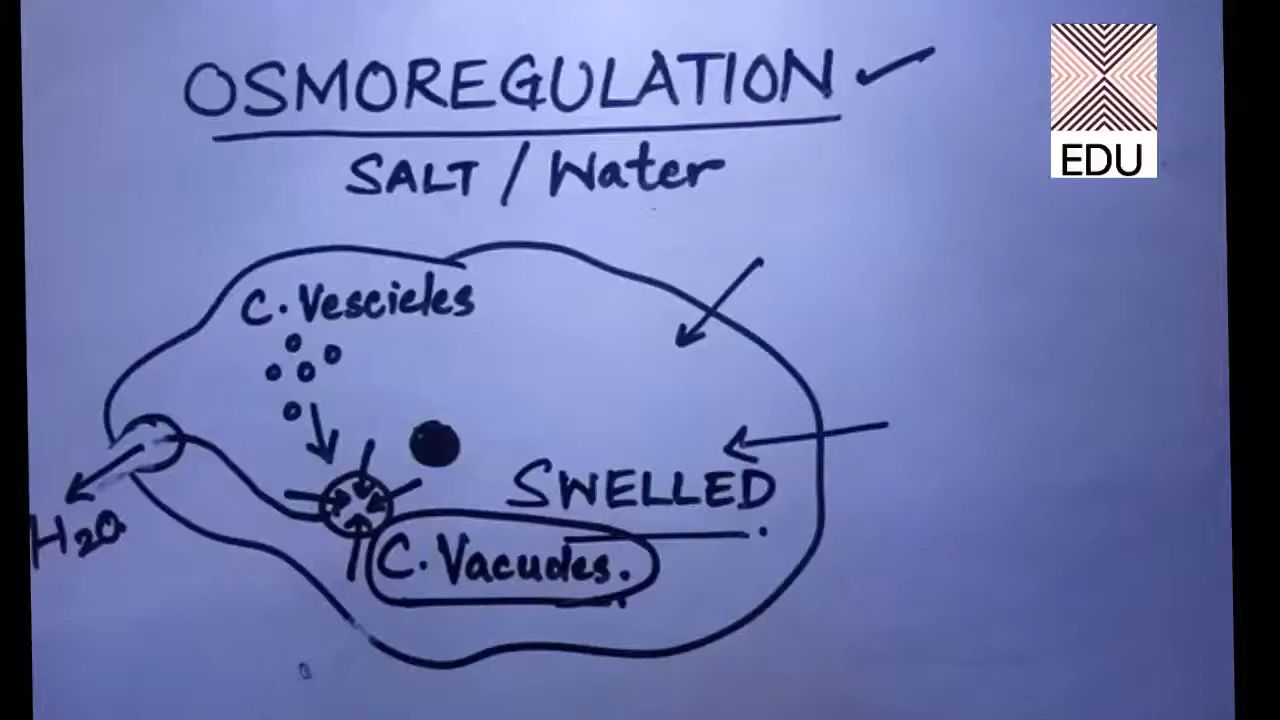 OSMOREGULATION
EDU
SALT / Water
C. Vescicles
SWELLED
H2O
C. Vacuoles.